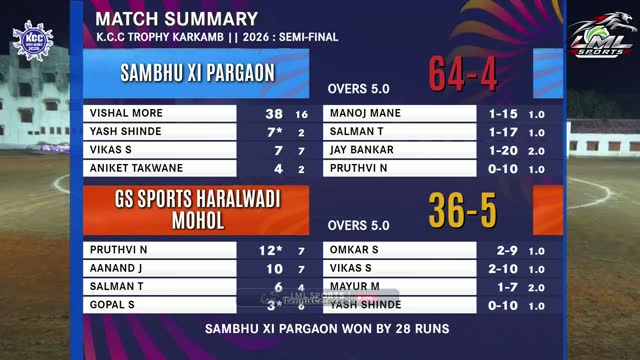 MATCH SUMMARY
K.C.C TROPHY KARKAMB || 2026 : SEMI-FINAL
KCC
LML
SPORTS
SAMBHU XI PARGAON OVERS 5.0 64-4
VISHAL MORE 38 16 MANOJ MANE 1-15 1.0
YASH SHINDE 7* 2 SALMAN T 1-17 1.0
VIKAS S 7 7 JAY BANKAR 1-20 2.0
ANIKET TAKWANE 4 2 PRUTHVI N 0-10 1.0
GS SPORTS HARALWADI MOHOL OVERS 5.0 36-5
PRUTHVI N 12* 7 OMKAR S 2-9 1.0
AANAND J 10 7 VIKAS S 2-10 1.0
SALMAN T 6 4 MAYUR M 1-7 2.0
GOPAL S 3* 6 YASH SHINDE 0-10 1.0
LML SPORTS
SAMBHU XI PARGAON WON BY 28 RUNS